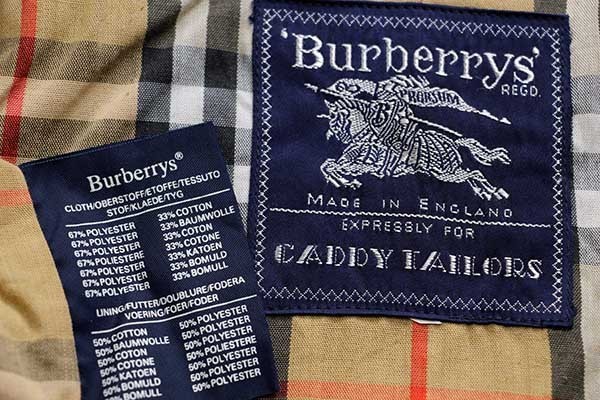 'Burberrys'
REGD.
PRORSUM
MADE IN ENGLAND
EXPRESSLY FOR
CADDY TAILORS
Burberrys®
CLOTH/OBERSTOFF/ETOFFE/TESSUTO
STOF/KLAEDE/TYG
67% POLYESTER 33% COTTON
67% POLYESTER 33% BAUMWOLLE
67% POLYESTER 33% COTON
67% POLYESTER 33% COTONE
67% POLYESTER 33% KATOEN
67% POLYESTER 33% BOMULD
67% POLYESTER 33% BOMULL
LINING/FUTTER/DOUBLURE/FODERA
VOERING/FOER/FODER
50% COTTON 50% POLYESTER
50% BAUMWOLLE 50% POLYESTER
50% COTON 50% POLYESTER
50% COTONE 50% POLIESTERE
50% KATOEN 50% POLYESTER
50% BOMULD 50% POLYESTER
50% BOMULL 50% POLYESTER